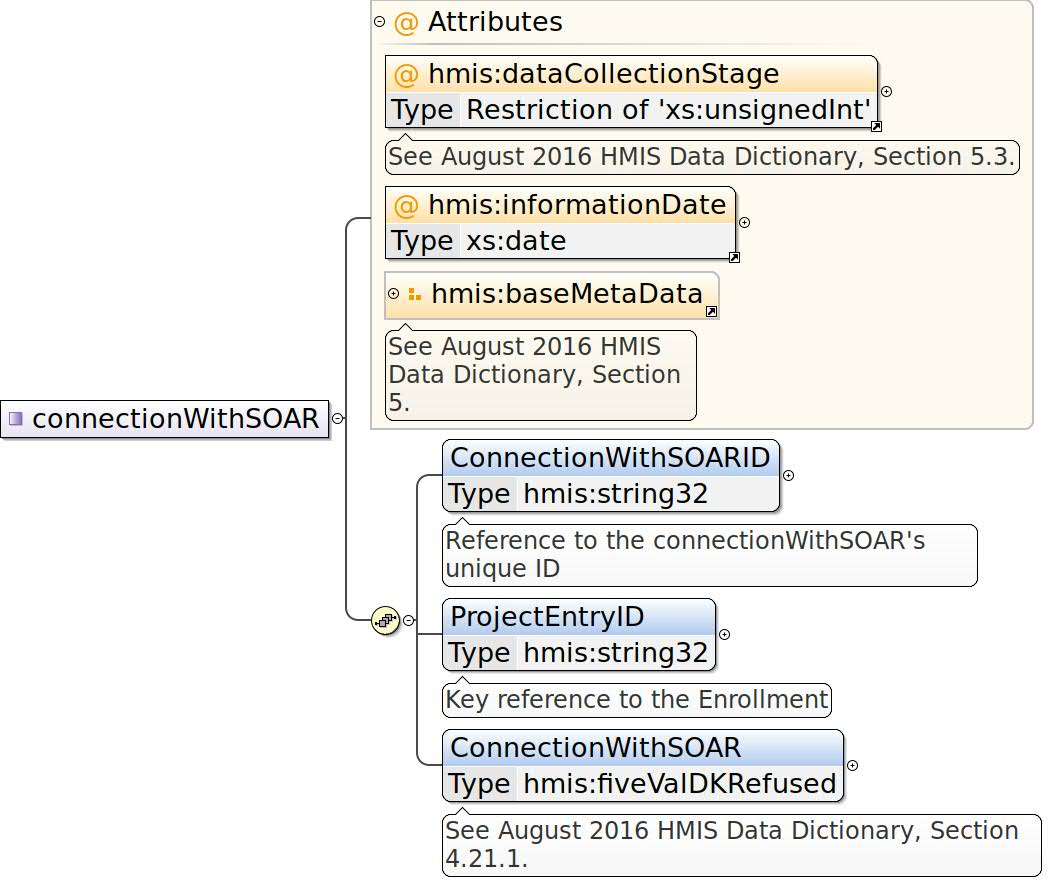 @ Attributes
@ hmis:dataCollectionStage
Type Restriction of 'xs:unsignedInt'
See August 2016 HMIS Data Dictionary, Section 5.3.
@ hmis:informationDate
Type xs:date
hmis:baseMetaData
See August 2016 HMIS
Data Dictionary, Section
5.
connectionWithSOAR
ConnectionWithSOARID
Type hmis:string32
Reference to the connectionWithSOAR's
unique ID
ProjectEntryID
Type hmis:string32
Key reference to the Enrollment
ConnectionWithSOAR
Type hmis:fiveValDKRefused
See August 2016 HMIS Data Dictionary, Section
4.21.1.